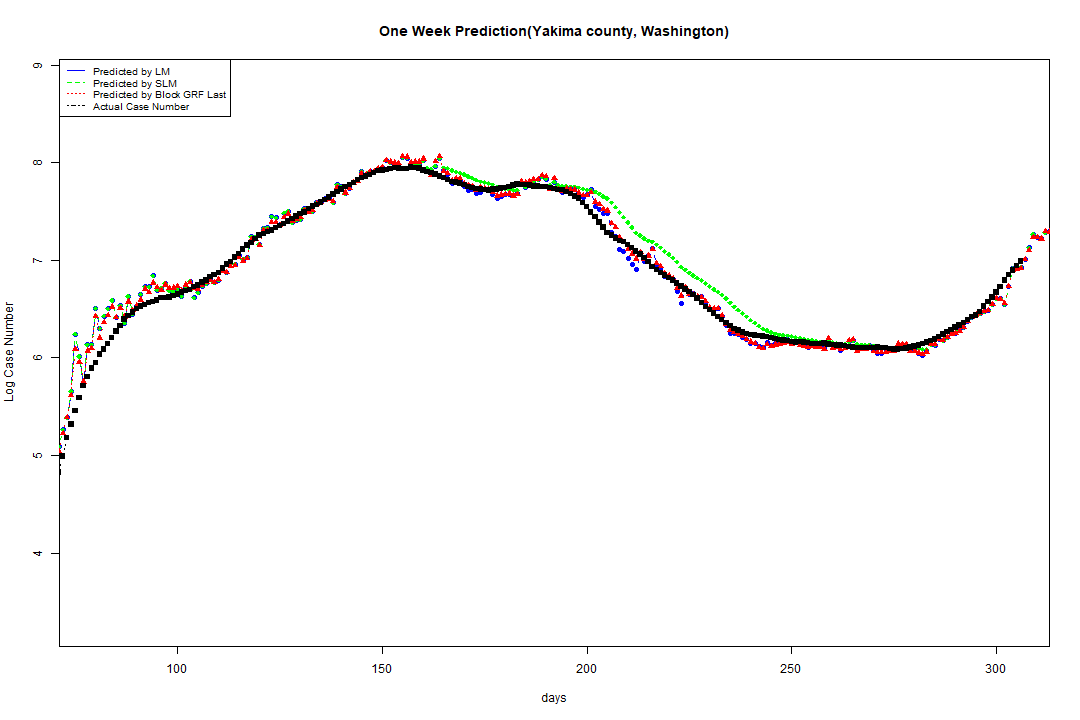 One Week Prediction(Yakima county, Washington)
9
Predicted by LM
Predicted by SLM
Predicted by Block GRF Last
Actual Case Number
8
7
6
5
4
Log Case Number
100 150 200 250 300
days